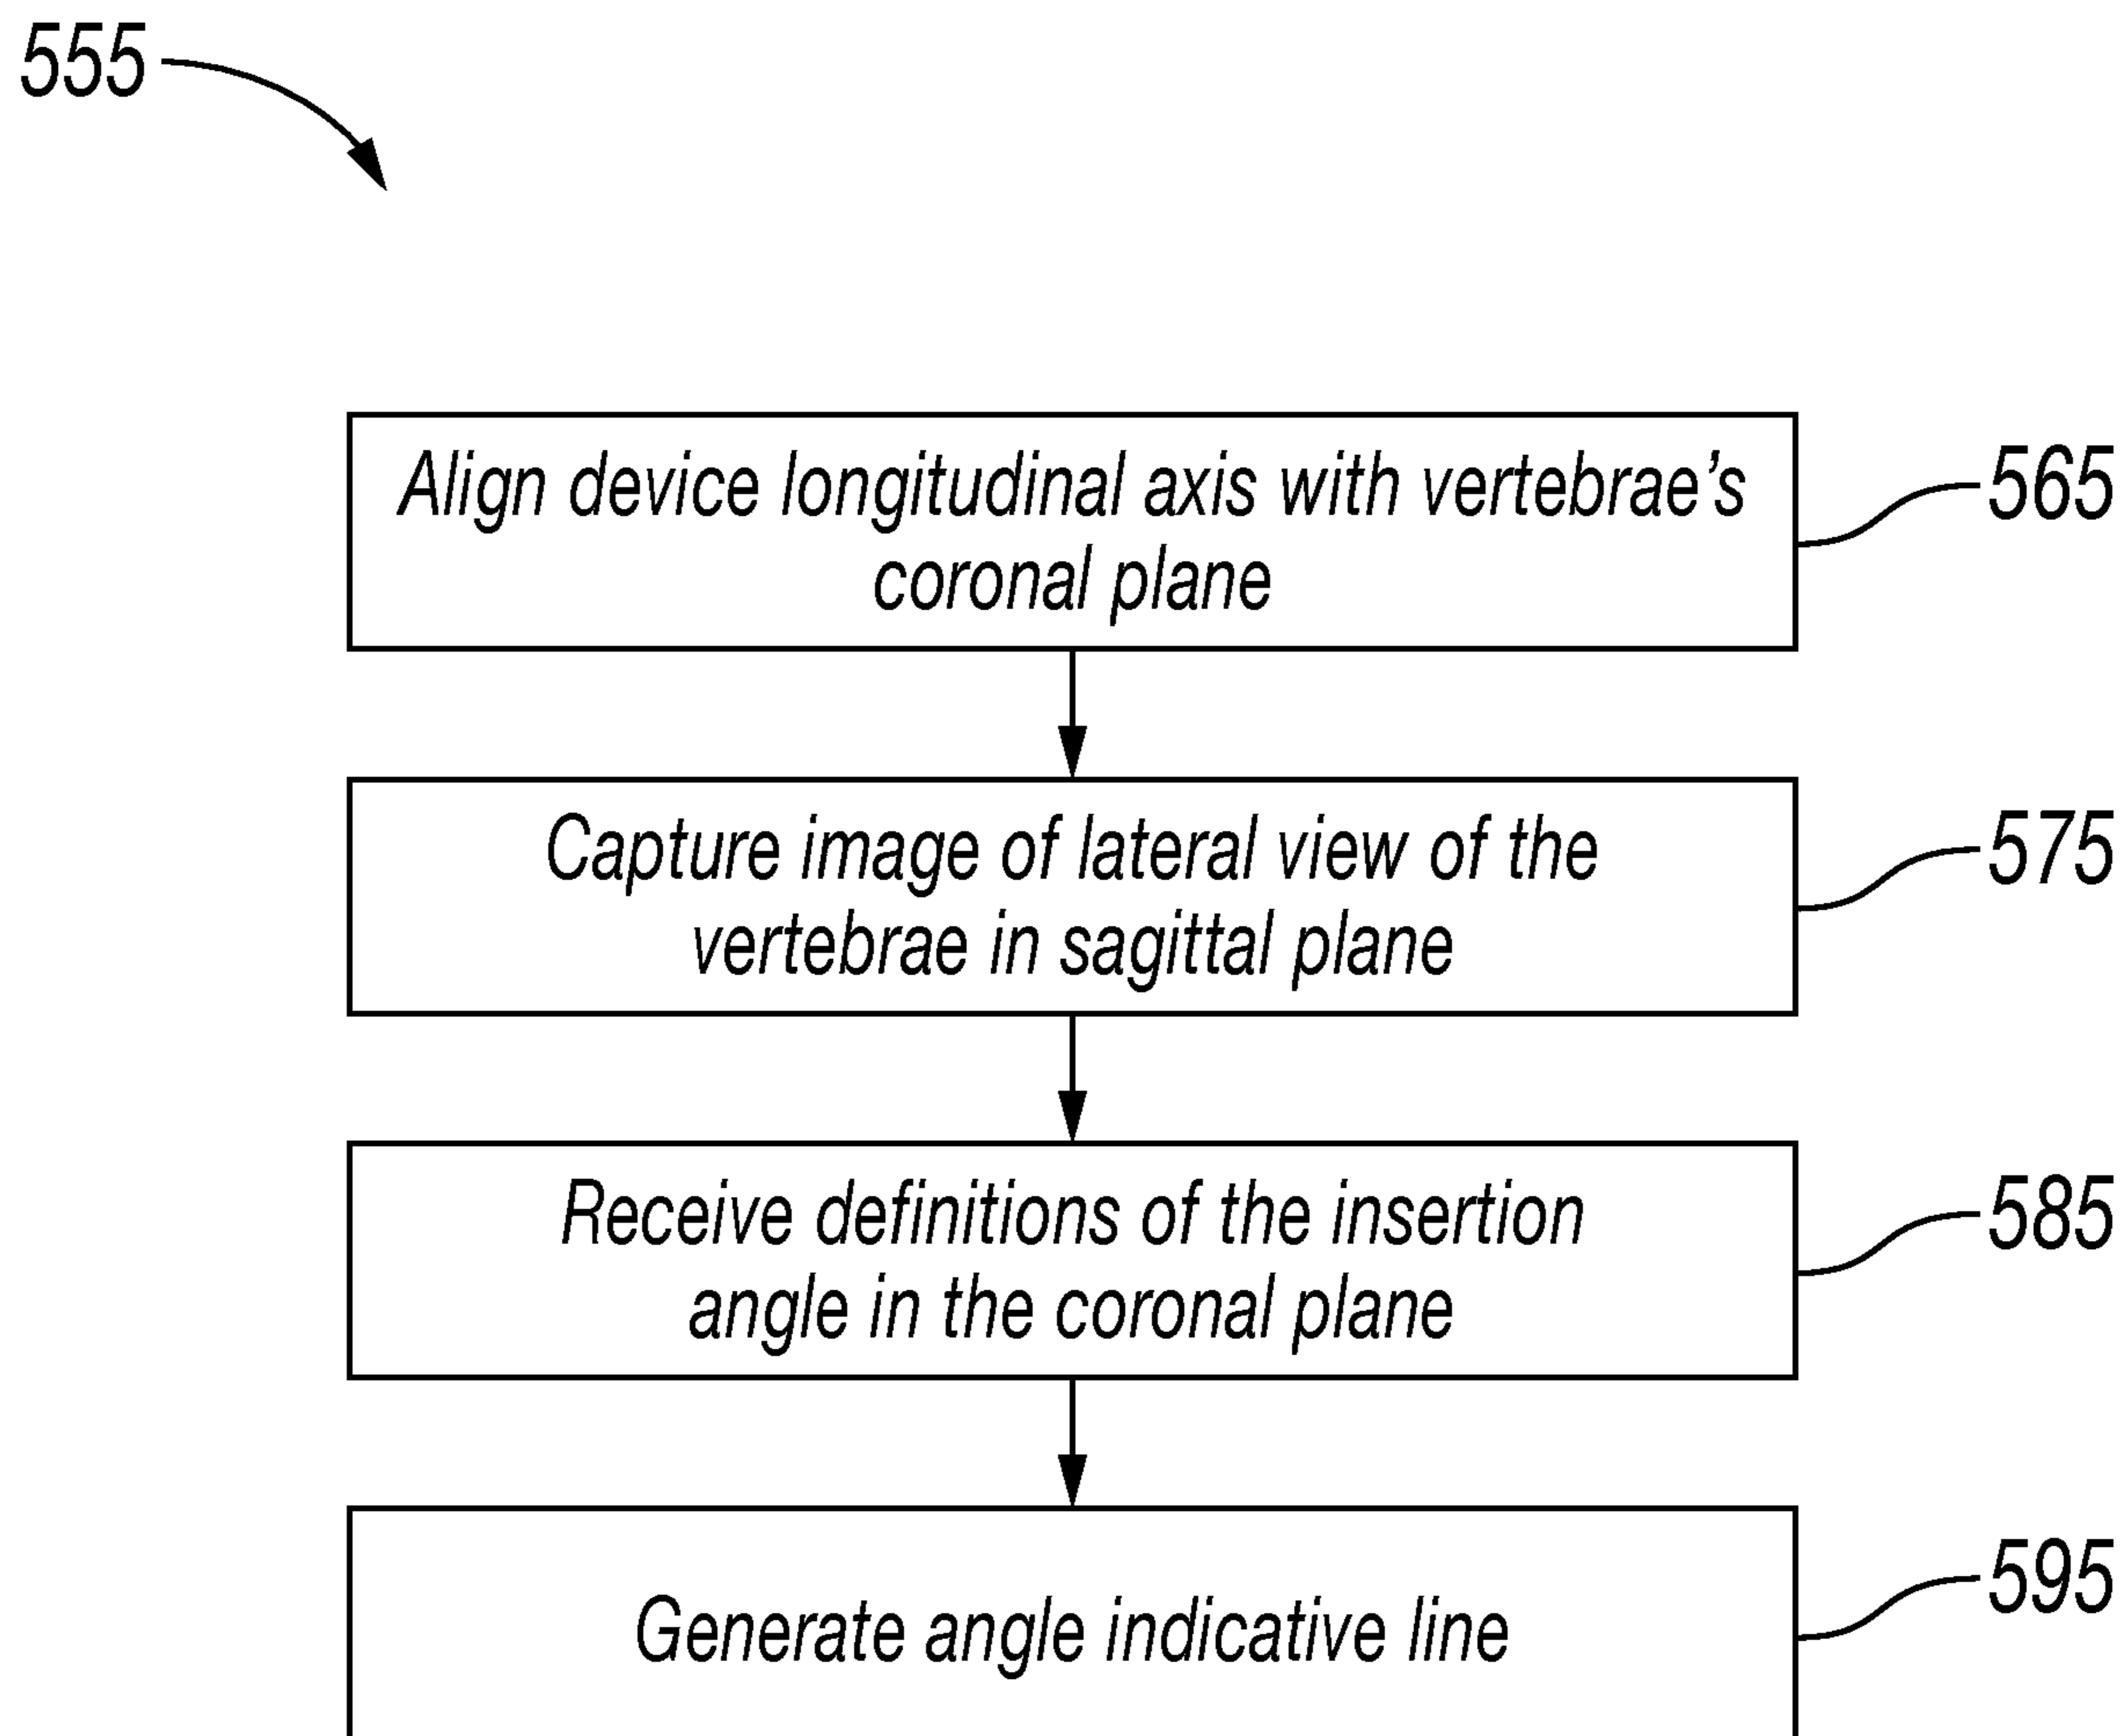 555
Align device longitudinal axis with vertebrae’s
coronal plane
565
Capture image of lateral view of the
vertebrae in sagittal plane
575
Receive definitions of the insertion
angle in the coronal plane
585
Generate angle indicative line
595